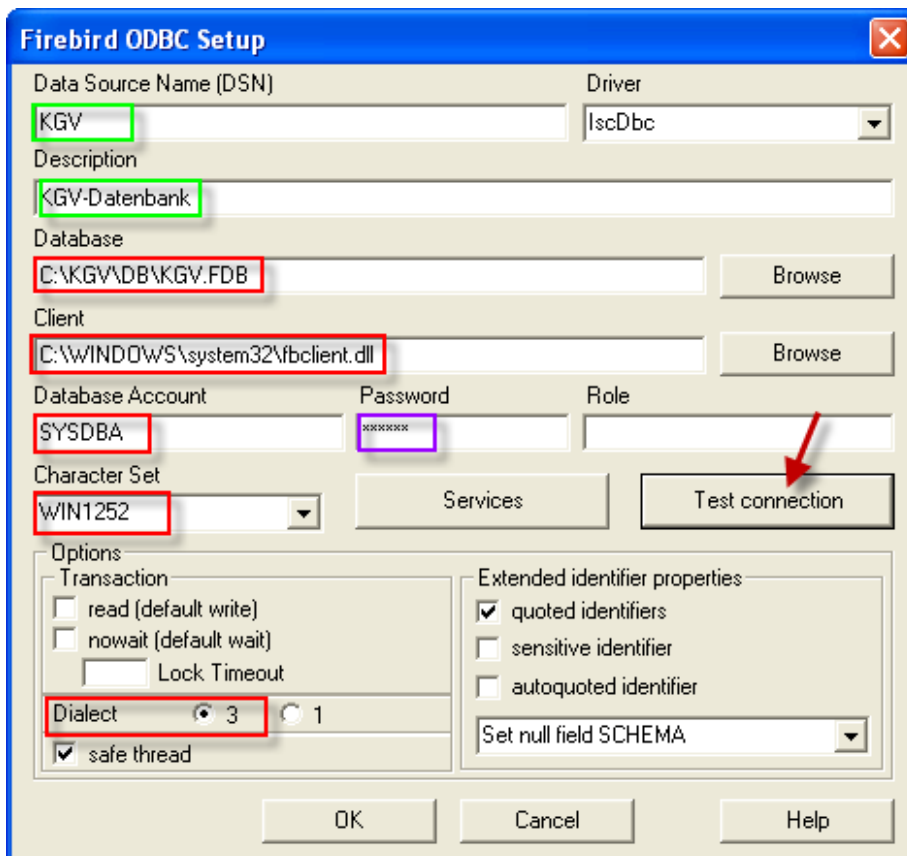 Firebird ODBC Setup
Data Source Name (DSN) Driver
KGV IscDbc
Description
KGV-Datenbank
Database
C:\KGV\DB\KGV.FDB Browse
Client
C:\WINDOWS\system32\fbclient.dll Browse
Database Account Password Role
SYSDBA ××××××
Character Set
WIN1252 Services Test connection
Options
Transaction Extended identifier properties
read (default write) quoted identifiers
nowait (default wait) sensitive identifier
Lock Timeout autoquoted identifier
Dialect 3 1
Set null field SCHEMA
safe thread
OK Cancel Help